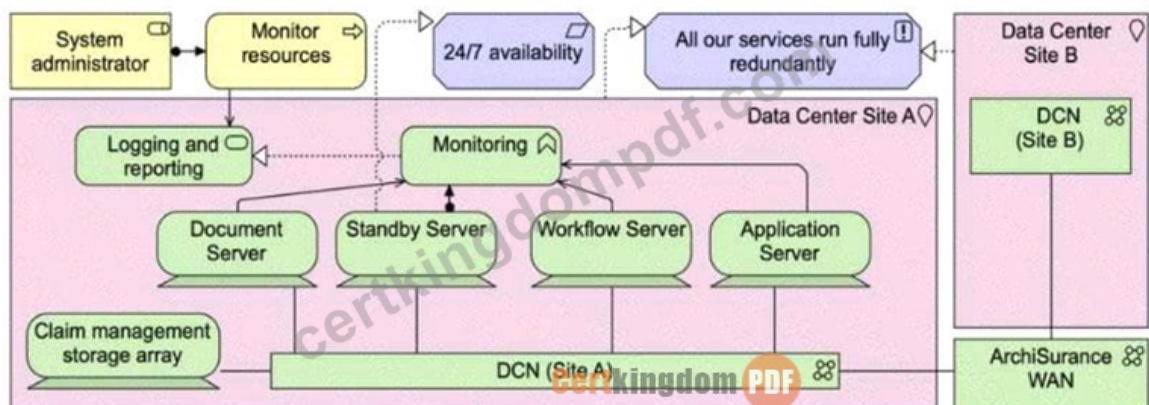 System
administrator
Monitor
resources
24/7 availability
All our services run fully
redundantly
Data Center
Site B
Data Center Site A
DCN
(Site B)
Logging and
reporting
Monitoring
Document
Server
Standby Server
Workflow Server
Application
Server
Claim management
storage array
DCN (Site A)
ArchiSurance
WAN
certkingdompdf.com
Certkingdom PDF